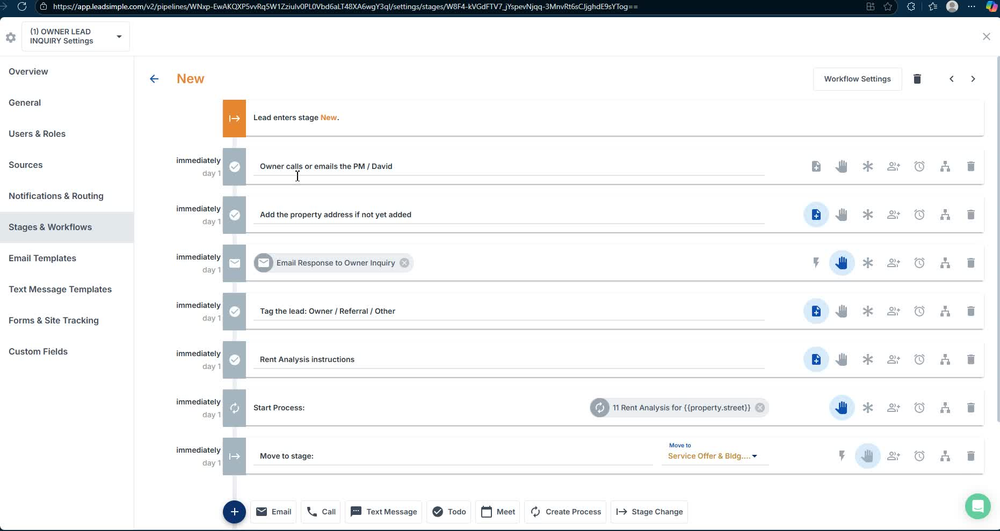 https://app.leadsimple.com/v2/pipelines/WNxp-EwAKQXP5vvRq5W1Zziulv0PL0Vbd6aLT48XA6wgY3qI/settings/stages/W8F4-kVGdFTV7_jYspevNjqq-3MnvRt6sCJjghdE9sYTog==
(1) OWNER LEAD
INQUIRY Settings
Overview
General
Users & Roles
Sources
Notifications & Routing
Stages & Workflows
Email Templates
Text Message Templates
Forms & Site Tracking
Custom Fields
New
Workflow Settings
Lead enters stage New.
immediately
day 1
Owner calls or emails the PM / David
immediately
day 1
Add the property address if not yet added
immediately
day 1
Email Response to Owner Inquiry
immediately
day 1
Tag the lead: Owner / Referral / Other
immediately
day 1
Rent Analysis instructions
immediately
day 1
Start Process:
11 Rent Analysis for {{property.street}}
immediately
day 1
Move to stage:
Move to
Service Offer & Bldg....
Email
Call
Text Message
Todo
Meet
Create Process
Stage Change